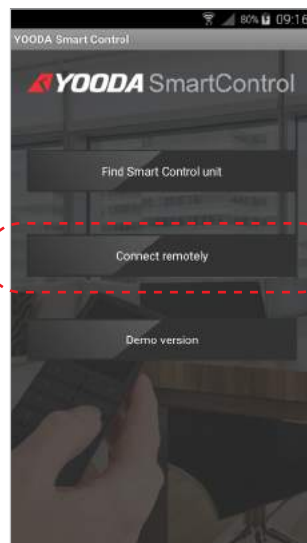 80% 09:16
YOODA Smart Control
YOODA SmartControl
Find Smart Control unit
Connect remotely
Demo version